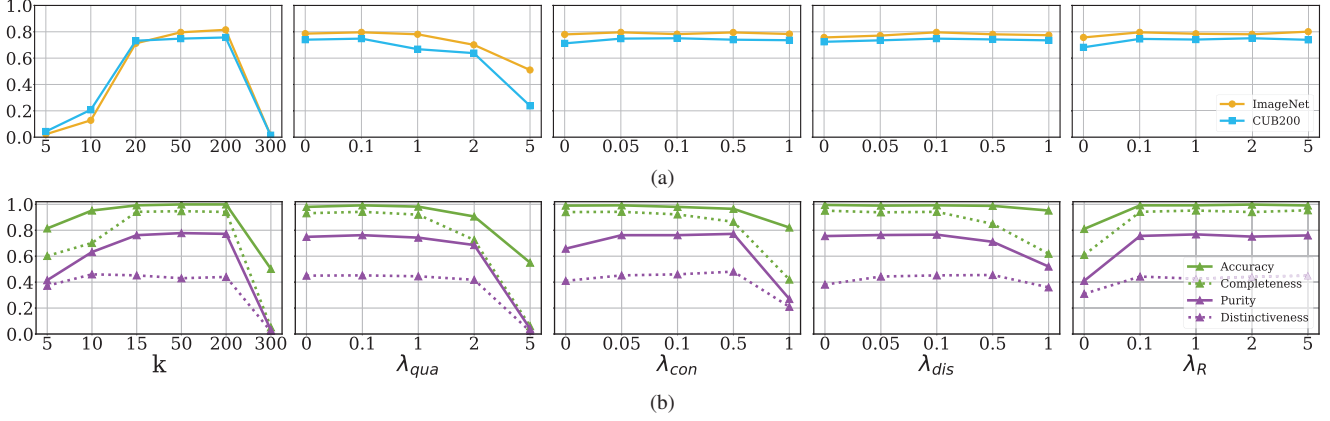 1.0
0.8
0.6
0.4
0.2
0.0
5 10 20 50 200 300
0 0.1 1 2 5
0 0.05 0.1 0.5 1
0 0.05 0.1 0.5 1
0 0.1 1 2 5
ImageNet
CUB200
(a)
1.0
0.8
0.6
0.4
0.2
0.0
5 10 15 50 200 300
0 0.1 1 2 5
0 0.05 0.1 0.5 1
0 0.05 0.1 0.5 1
0 0.1 1 2 5
Accuracy
Completeness
Purity
Distinctiveness
k
λqua
λcon
λdis
λR
(b)